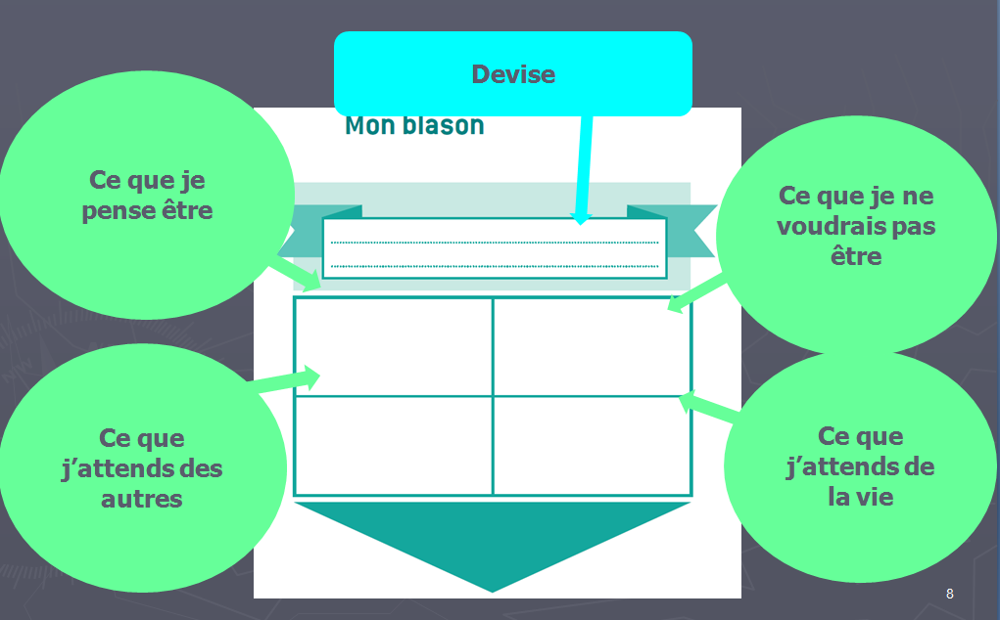 Devise
Mon blason
Ce que je
pense être
Ce que je ne
voudrais pas
être
Ce que
j’attends des
autres
Ce que
j’attends de
la vie
8